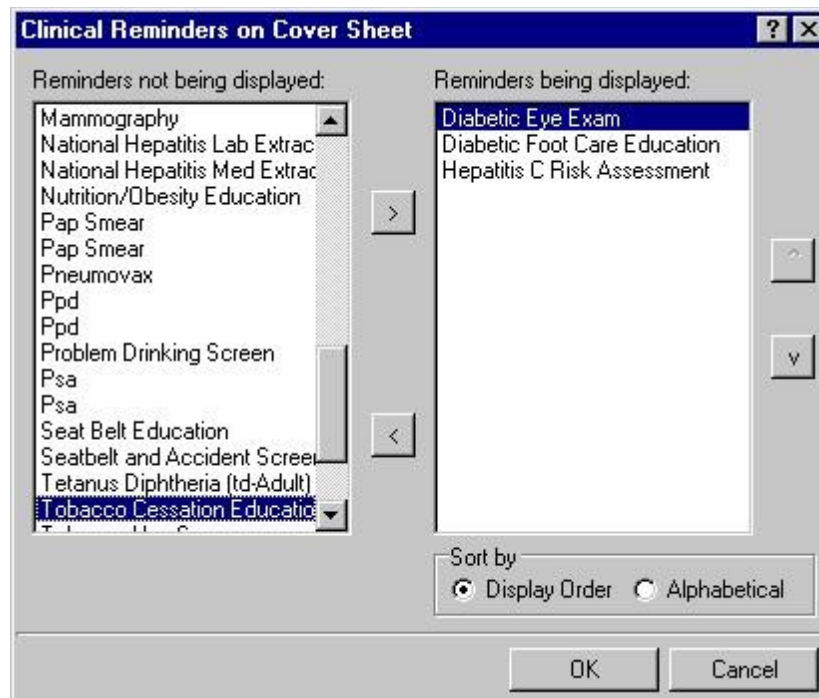 Clinical Reminders on Cover Sheet
Reminders not being displayed:
Mammography
National Hepatitis Lab Extrac
National Hepatitis Med Extrac
Nutrition/Obesity Education
Pap Smear
Pap Smear
Pneumovax
Ppd
Ppd
Problem Drinking Screen
Psa
Psa
Seat Belt Education
Seatbelt and Accident Screen
Tetanus Diphtheria (td-Adult)
Tobacco Cessation Educatio
>
<
Reminders being displayed:
Diabetic Eye Exam
Diabetic Foot Care Education
Hepatitis C Risk Assessment
^
v
Sort by
Display Order Alphabetical
OK Cancel